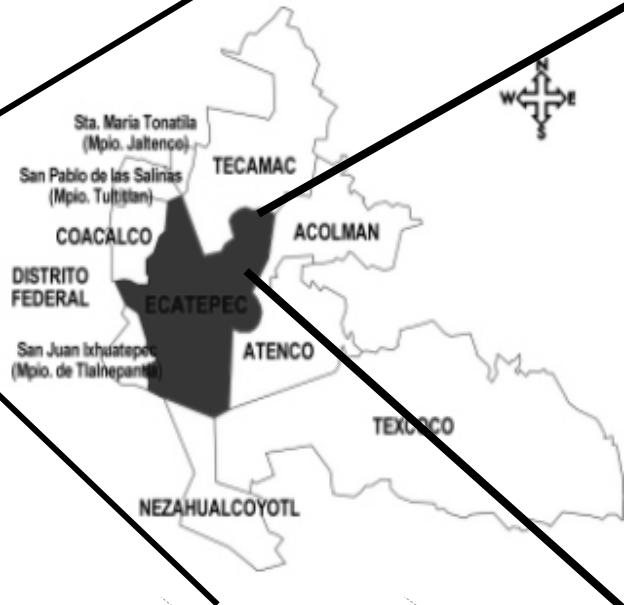 N
W E
S
Sta. Maria Tonatila
(Mpio. Jaltenco)
TECAMAC
San Pablo de las Salinas
(Mpio. Tultitlan)
COACALCO
ACOLMAN
DISTRITO
FEDERAL
ECATEPEC
San Juan Ixhuatepec
(Mpio. de Tlalnepantla)
ATENCO
TEXCOCO
NEZAHUALCOYOTL